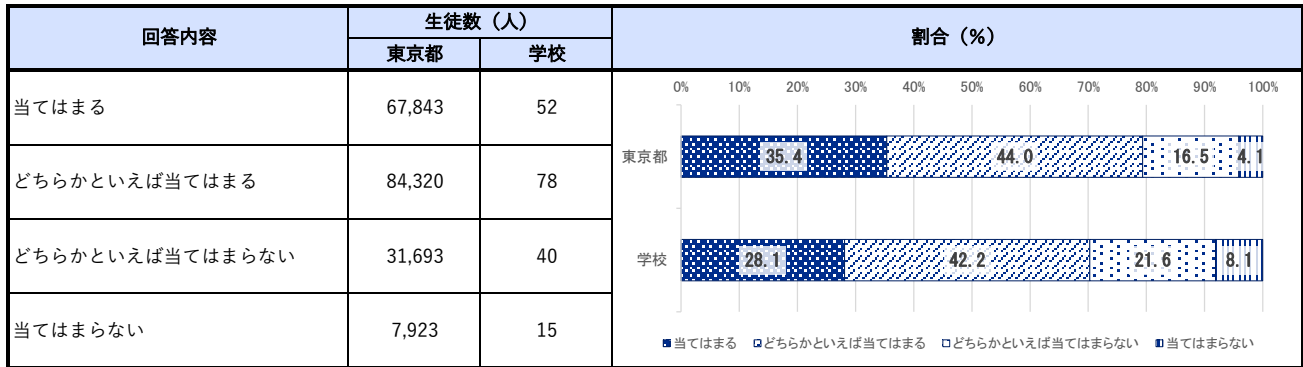 回答内容 生徒数（人） 割合（%）
東京都 学校
当てはまる 67,843 52
どちらかといえば当てはまる 84,320 78
どちらかといえば当てはまらない 31,693 40
当てはまらない 7,923 15
0% 10% 20% 30% 40% 50% 60% 70% 80% 90% 100%
東京都 35.4 44.0 16.5 4.1
学校 28.1 42.2 21.6 8.1
当てはまる どちらかといえば当てはまる どちらかといえば当てはまらない 当てはまらない